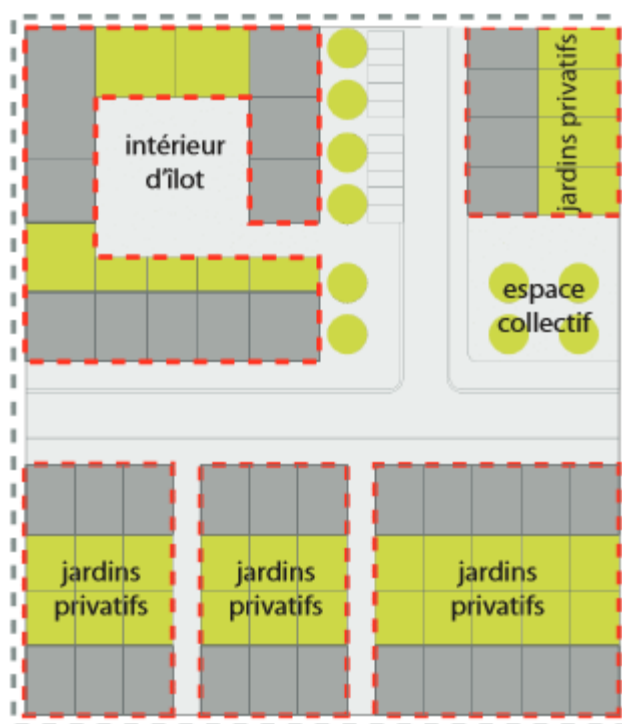 intérieur
d'îlot
jardins privatifs
espace
collectif
jardins
privatifs
jardins
privatifs
jardins
privatifs